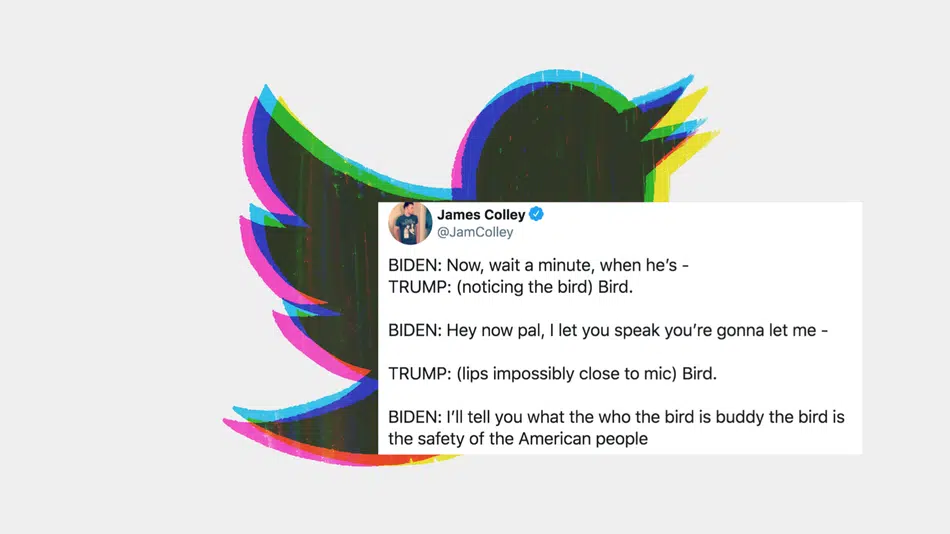 James Colley
@JamColley
BIDEN: Now, wait a minute, when he's -
TRUMP: (noticing the bird) Bird.
BIDEN: Hey now pal, I let you speak you're gonna let me -
TRUMP: (lips impossibly close to mic) Bird.
BIDEN: I'll tell you what the who the bird is buddy the bird is
the safety of the American people